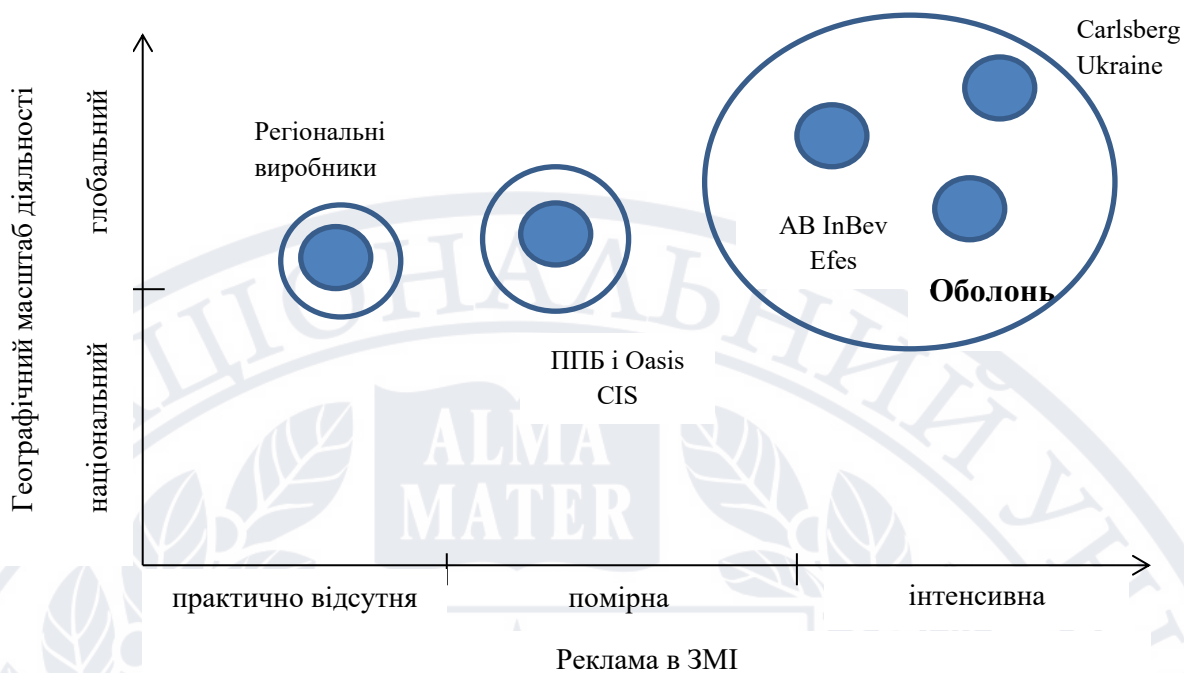 Carlsberg
Ukraine
Регіональні
виробники
AB InBev
Efes
Оболонь
ППБ і Oasis
CIS
Географічний масштаб діяльності
глобальний
національний
практично відсутня
помірна
інтенсивна
Реклама в ЗМІ
ALMA
MATER
НАЦІОНАЛЬНИЙ